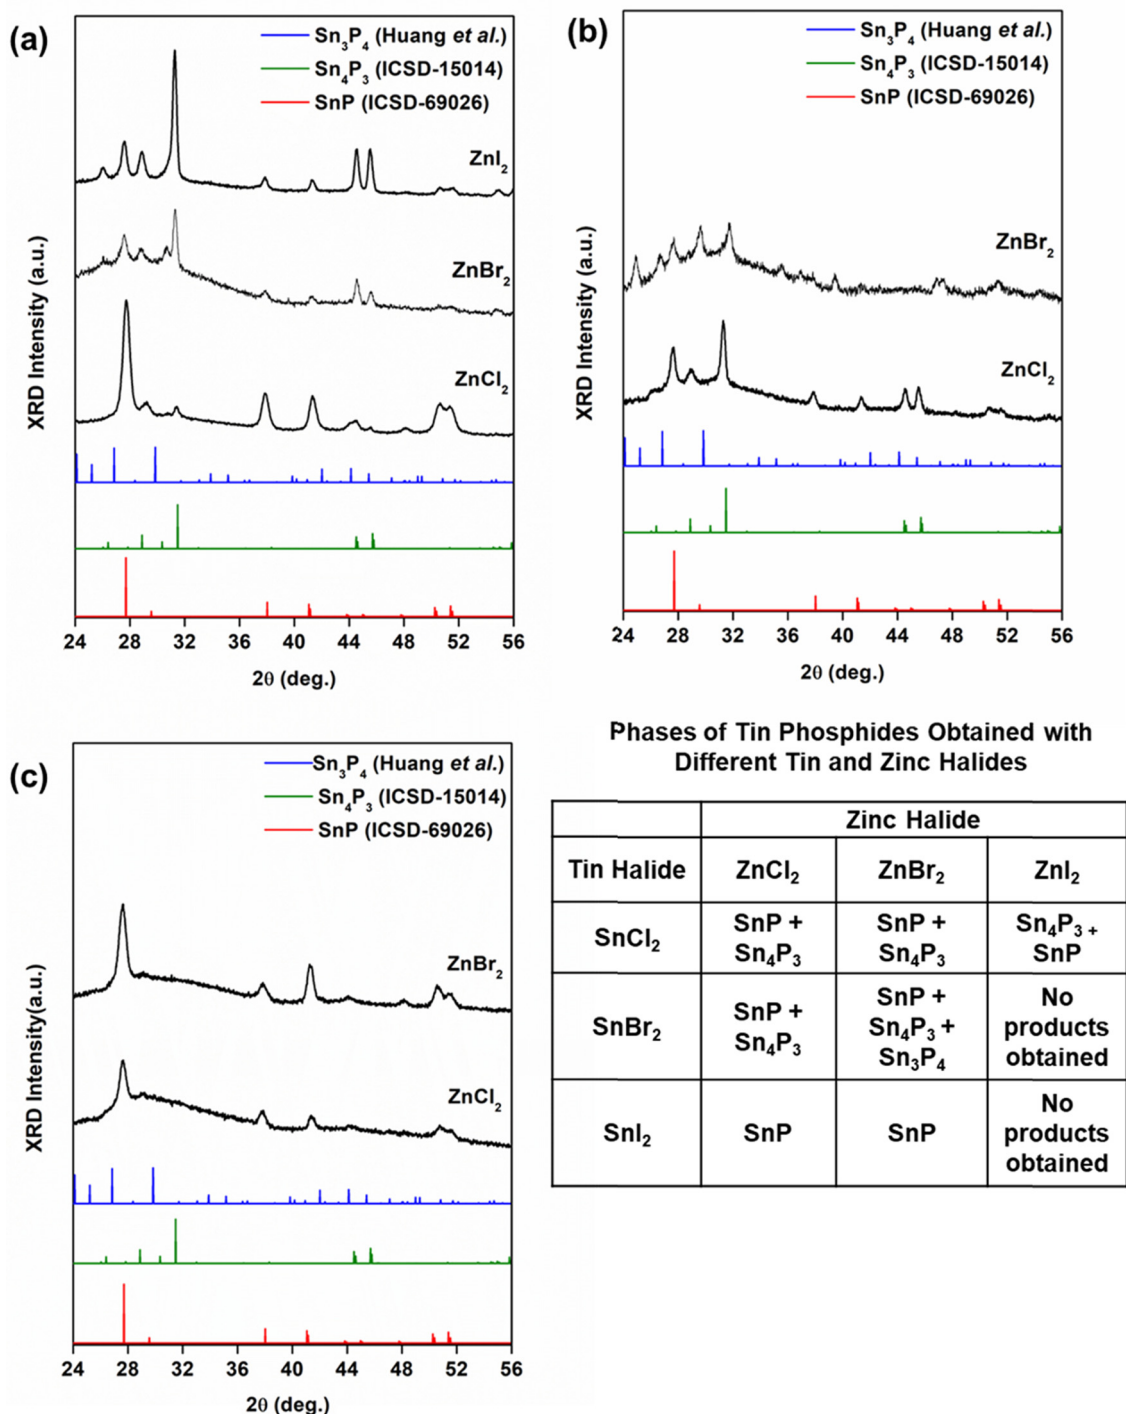 (a)
Sn₃P₄ (Huang et al.)
Sn₄P₃ (ICSD-15014)
SnP (ICSD-69026)
ZnI₂
ZnBr₂
ZnCl₂
XRD Intensity (a.u.)
24 28 32 36 40 44 48 52 56
2θ (deg.)
(b)
Sn₃P₄ (Huang et al.)
Sn₄P₃ (ICSD-15014)
SnP (ICSD-69026)
ZnBr₂
ZnCl₂
XRD Intensity (a.u.)
24 28 32 36 40 44 48 52 56
2θ (deg.)
(c)
Sn₃P₄ (Huang et al.)
Sn₄P₃ (ICSD-15014)
SnP (ICSD-69026)
ZnBr₂
ZnCl₂
XRD Intensity(a.u.)
24 28 32 36 40 44 48 52 56
2θ (deg.)
Phases of Tin Phosphides Obtained with
Different Tin and Zinc Halides
Zinc Halide
Tin Halide ZnCl₂ ZnBr₂ ZnI₂
SnCl₂
SnP +
Sn₄P₃
SnP +
Sn₄P₃
Sn₄P₃ +
SnP
SnBr₂
SnP +
Sn₄P₃
SnP +
Sn₄P₃ +
Sn₃P₄
No
products
obtained
SnI₂
SnP
SnP
No
products
obtained